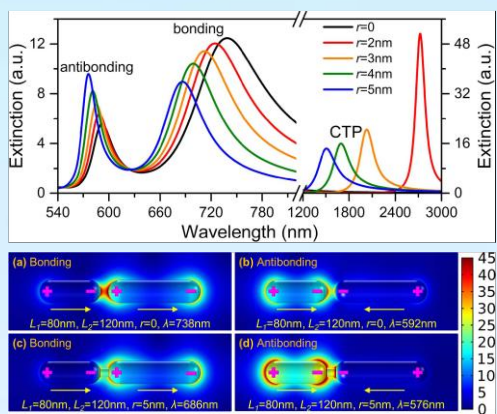 bonding
antibonding
r=0
r=2nm
r=3nm
r=4nm
r=5nm
CTP
Extinction (a.u.)
12
8
4
0
Extinction (a.u.)
48
32
16
0
540 600 660 720 780 1200 1800 2400 3000
Wavelength (nm)
(a) Bonding
+ − + −
L1=80nm, L2=120nm, r=0, λ=738nm
(b) Antibonding
+ − − +
L1=80nm, L2=120nm, r=0, λ=592nm
(c) Bonding
+ − + −
L1=80nm, L2=120nm, r=5nm, λ=686nm
(d) Antibonding
+ − − +
L1=80nm, L2=120nm, r=5nm, λ=576nm
45
40
35
30
25
20
15
10
5
0